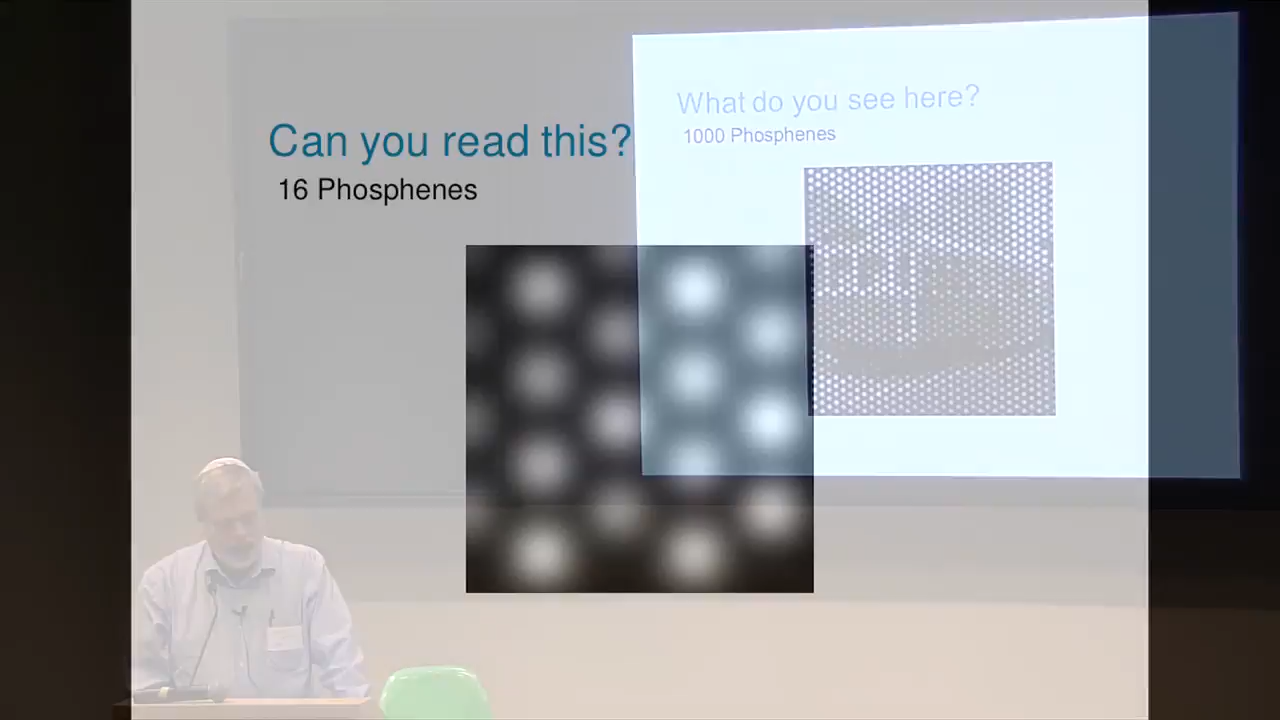 Can you read this?
16 Phosphenes
What do you see here?
1000 Phosphenes